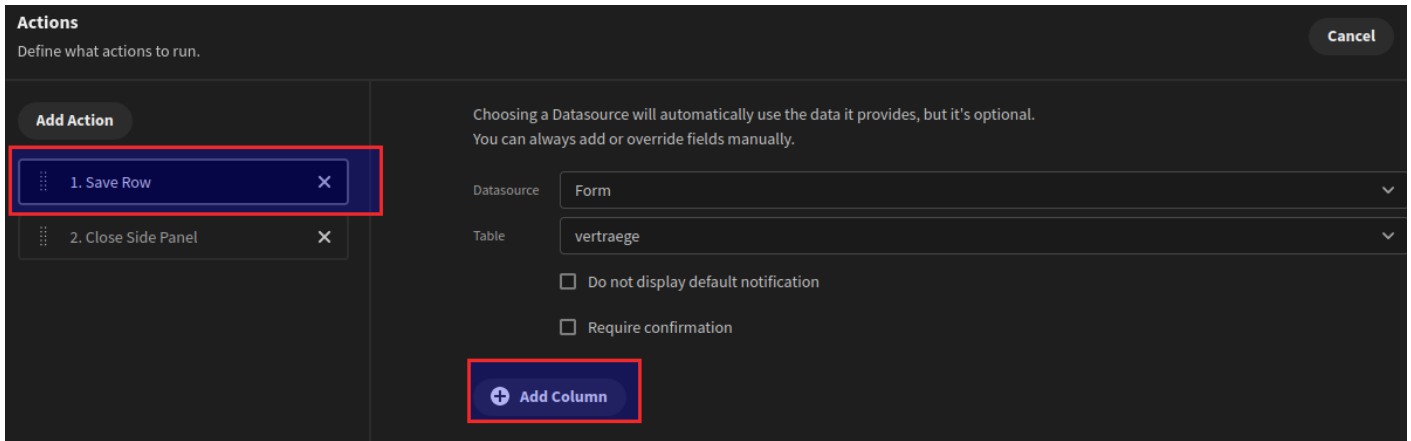 Actions
Define what actions to run.
Cancel
Add Action
1. Save Row
2. Close Side Panel
Choosing a Datasource will automatically use the data it provides, but it's optional.
You can always add or override fields manually.
Datasource Form
Table vertraege
Do not display default notification
Require confirmation
Add Column